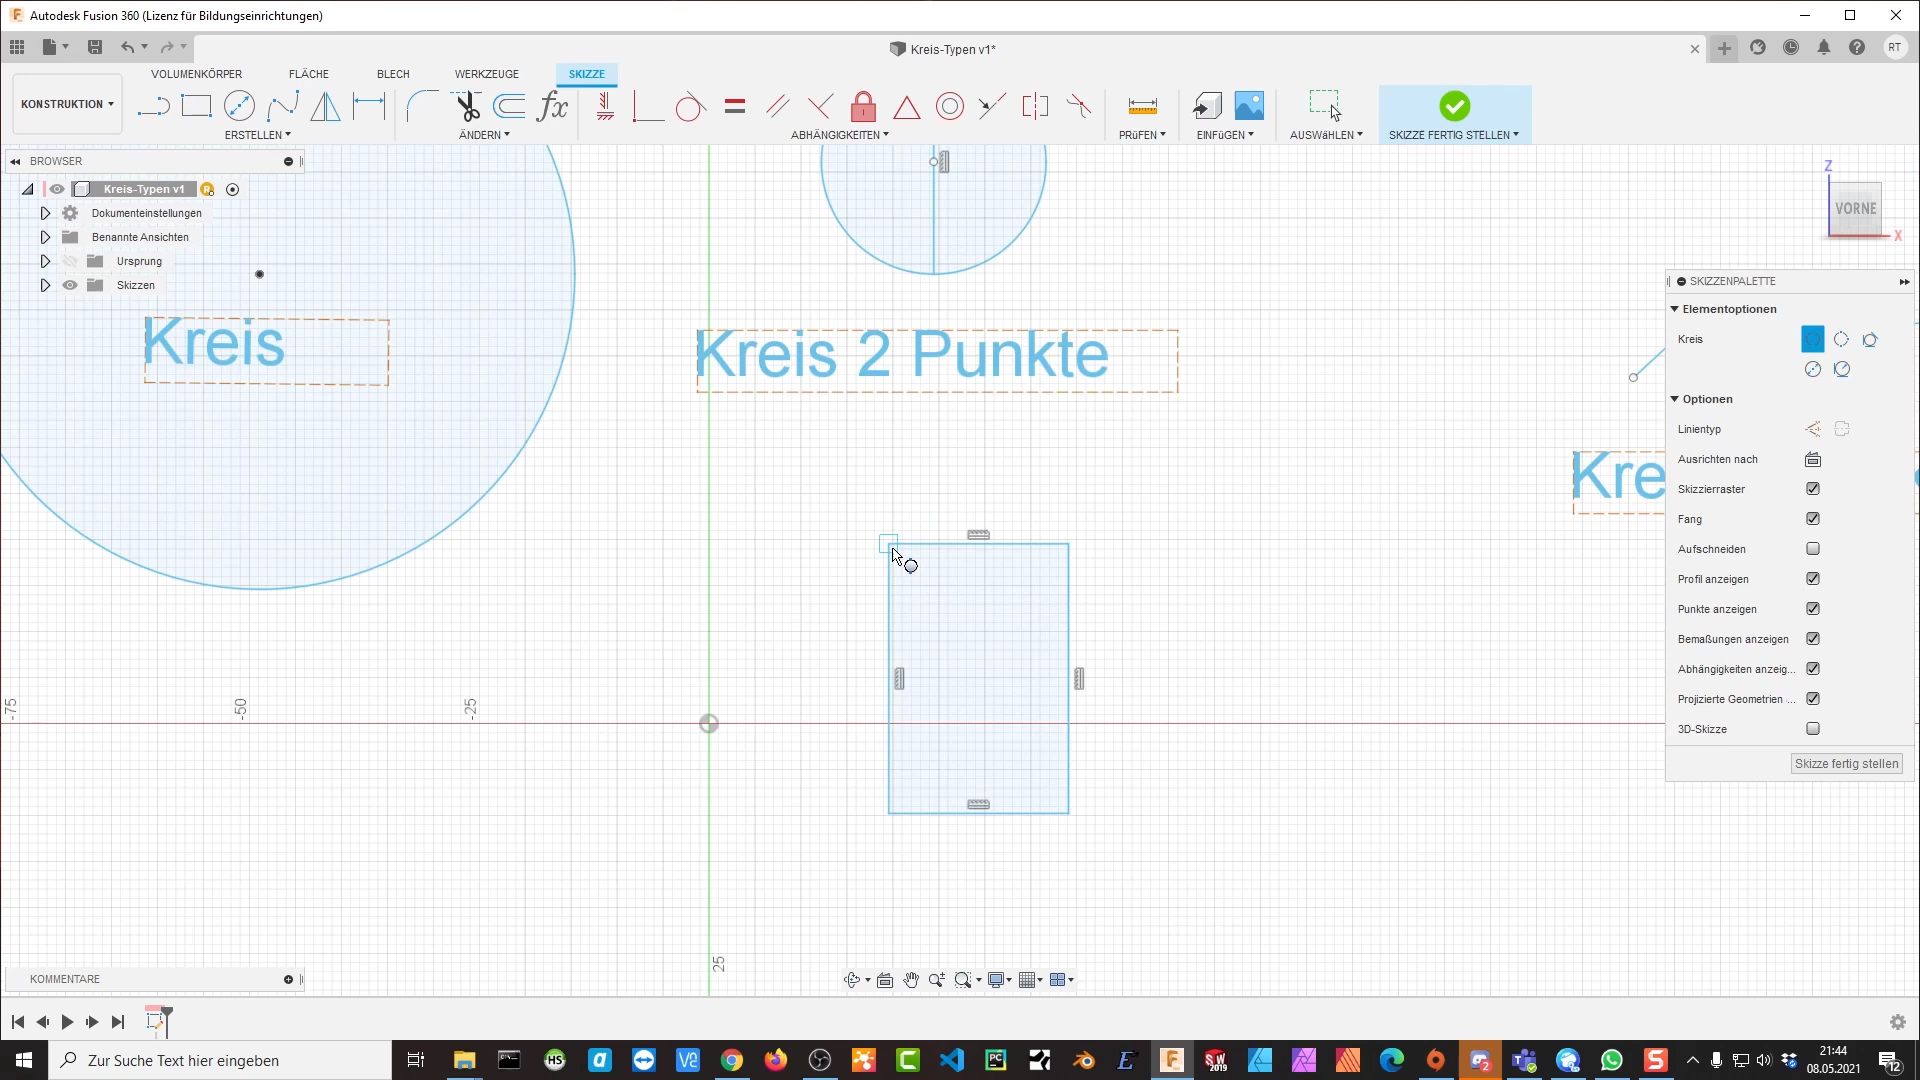 Autodesk Fusion 360 (Lizenz für Bildungseinrichtungen)
Kreis-Typen v1*
RT
KONSTRUKTION
VOLUMENKÖRPER
FLÄCHE
BLECH
WERKZEUGE
SKIZZE
ERSTELLEN
ÄNDERN
ABHÄNGIGKEITEN
PRüFEN
EINFüGEN
AUSWäHLEN
SKIZZE FERTIG STELLEN
BROWSER
Kreis-Typen v1
Dokumenteinstellungen
Benannte Ansichten
Ursprung
Skizzen
Z
VORNE
X
Kreis
Kreis 2 Punkte
Kre
SKIZZENPALETTE
Elementoptionen
Kreis
Optionen
Linientyp
Ausrichten nach
Skizzierraster
Fang
Aufschneiden
Profil anzeigen
Punkte anzeigen
Bemaßungen anzeigen
Abhängigkeiten anzeig...
Projizierte Geometrien ...
3D-Skizze
Skizze fertig stellen
-75
-50
-25
25
KOMMENTARE
Zur Suche Text hier eingeben
21:44
08.05.2021
12